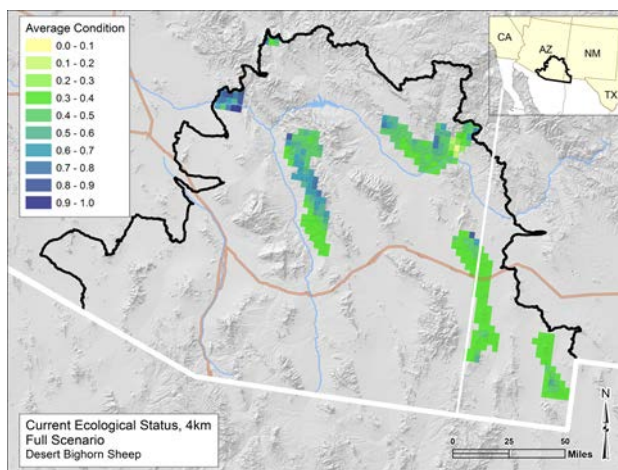 Average Condition
0.0 - 0.1
0.1 - 0.2
0.2 - 0.3
0.3 - 0.4
0.4 - 0.5
0.5 - 0.6
0.6 - 0.7
0.7 - 0.8
0.8 - 0.9
0.9 - 1.0
CA
AZ
NM
TX
Current Ecological Status, 4km
Full Scenario
Desert Bighorn Sheep
N
0 25 50
Miles